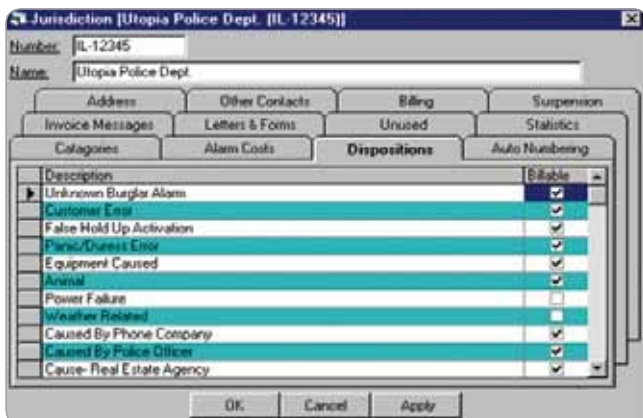 Jurisdiction [Utopia Police Dept. (IL-12345)]
Number: IL-12345
Name: Utopia Police Dept.
Address Other Contacts Billing Suspension
Invoice Messages Letters & Forms Unused Statistics
Catagories Alarm Costs Dispositions Auto Numbering
Description Billable
Unknown Burglar Alarm
Customer Error
False Hold Up Activation
Panic/Duress Error
Equipment Caused
Animal
Power Failure
Weather Related
Caused By Phone Company
Caused By Police Officer
Cause- Real Estate Agency
OK Cancel Apply